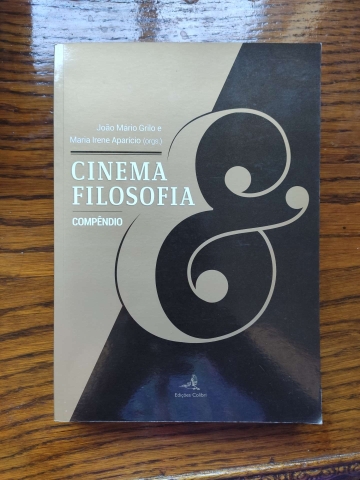 João Mário Grilo e
Maria Irene Aparício (orgs.)
CINEMA
FILOSOFIA &
COMPÊNDIO
Edições Colibri